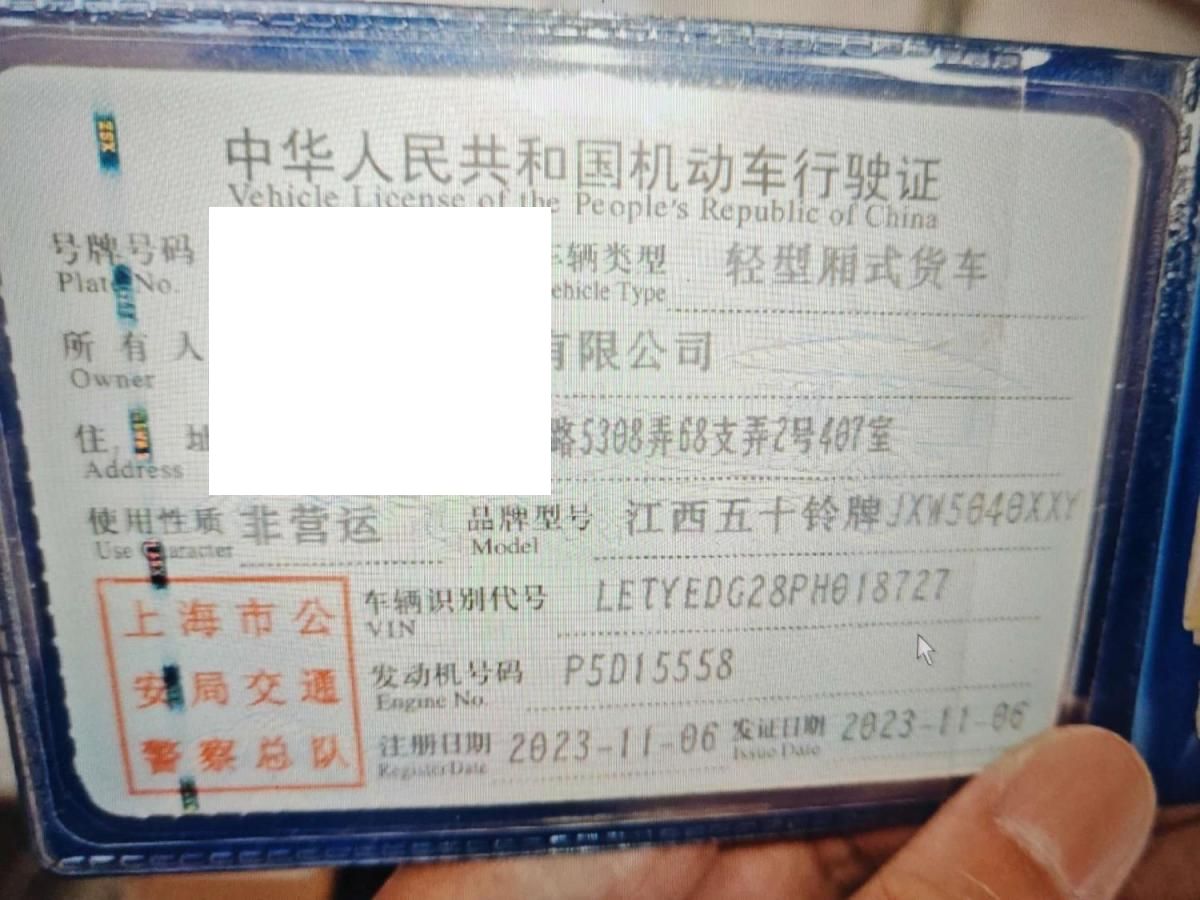 中华人民共和国机动车行驶证
Vehicle License of the People's Republic of China
号牌号码 车辆类型 轻型厢式货车
Plate No. ehicle Type
所有人 有限公司
Owner
住 址 路5308弄68支弄2号407室
Address
使用性质 非营运 品牌型号 江西五十铃牌JXW5040XXY
Use Character Model
上海市公
安局交通
警察总队
车辆识别代号 LETYEDG28PH018727
VIN
发动机号码 P5D15558
Engine No.
注册日期 2023-11-06 发证日期 2023-11-06
Register Date Issue Date